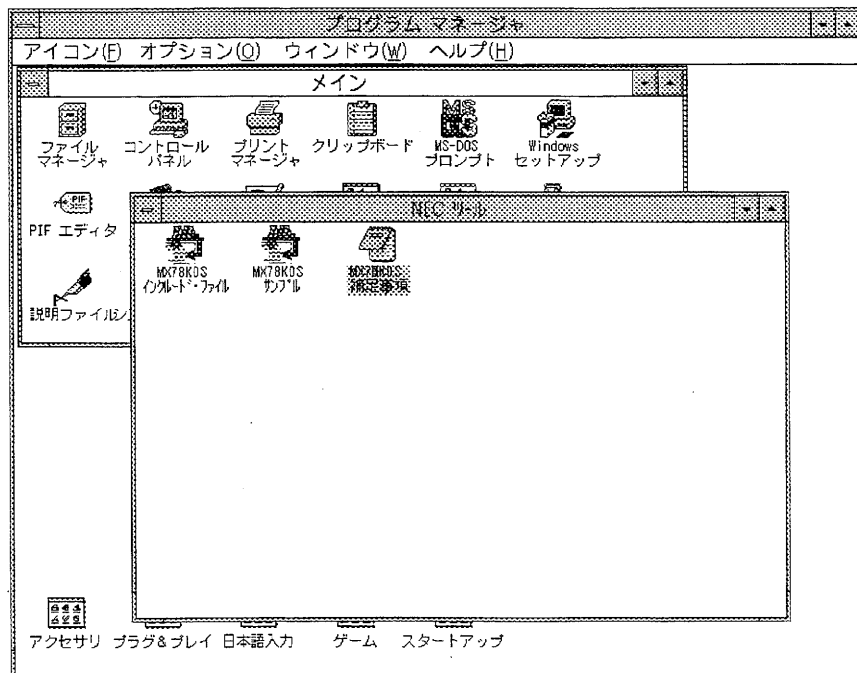 プログラム マネージャ
アイコン(F) オプション(O) ウィンドウ(W) ヘルプ(H)
メイン
ファイル
マネージャ
コントロール
パネル
プリント
マネージャ
クリップボード
MS-DOS
プロンプト
Windows
セットアップ
PIF エディタ
NEC ツール
MX78K0S
インクルード・ファイル
MX78K0S
サンプル
MX78K0S
補足事項
説明ファイルシ
アクセサリ
プラグ&プレイ
日本語入力
ゲーム
スタートアップ